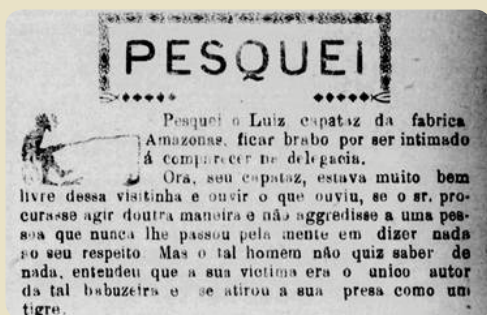 PESQUEI
Pesquei o Luiz capataz da fabrica
Amazonas, ficar brabo por ser intimado
á comparecer na delegacia.
Ora, seu capataz, estava muito bem
livre dessa visitinha e ouvir o que ouviu, se o sr. pro-
curasse agir doutra maneira e não aggredisse a uma pes-
soa que nunca lhe passou pela mente em dizer nada
ao seu respeito. Mas o tal homem não quiz saber de
nada, entendeu que a sua victima era o unico autor
da tal babuzeira e se atirou a sua presa como um
tigre.